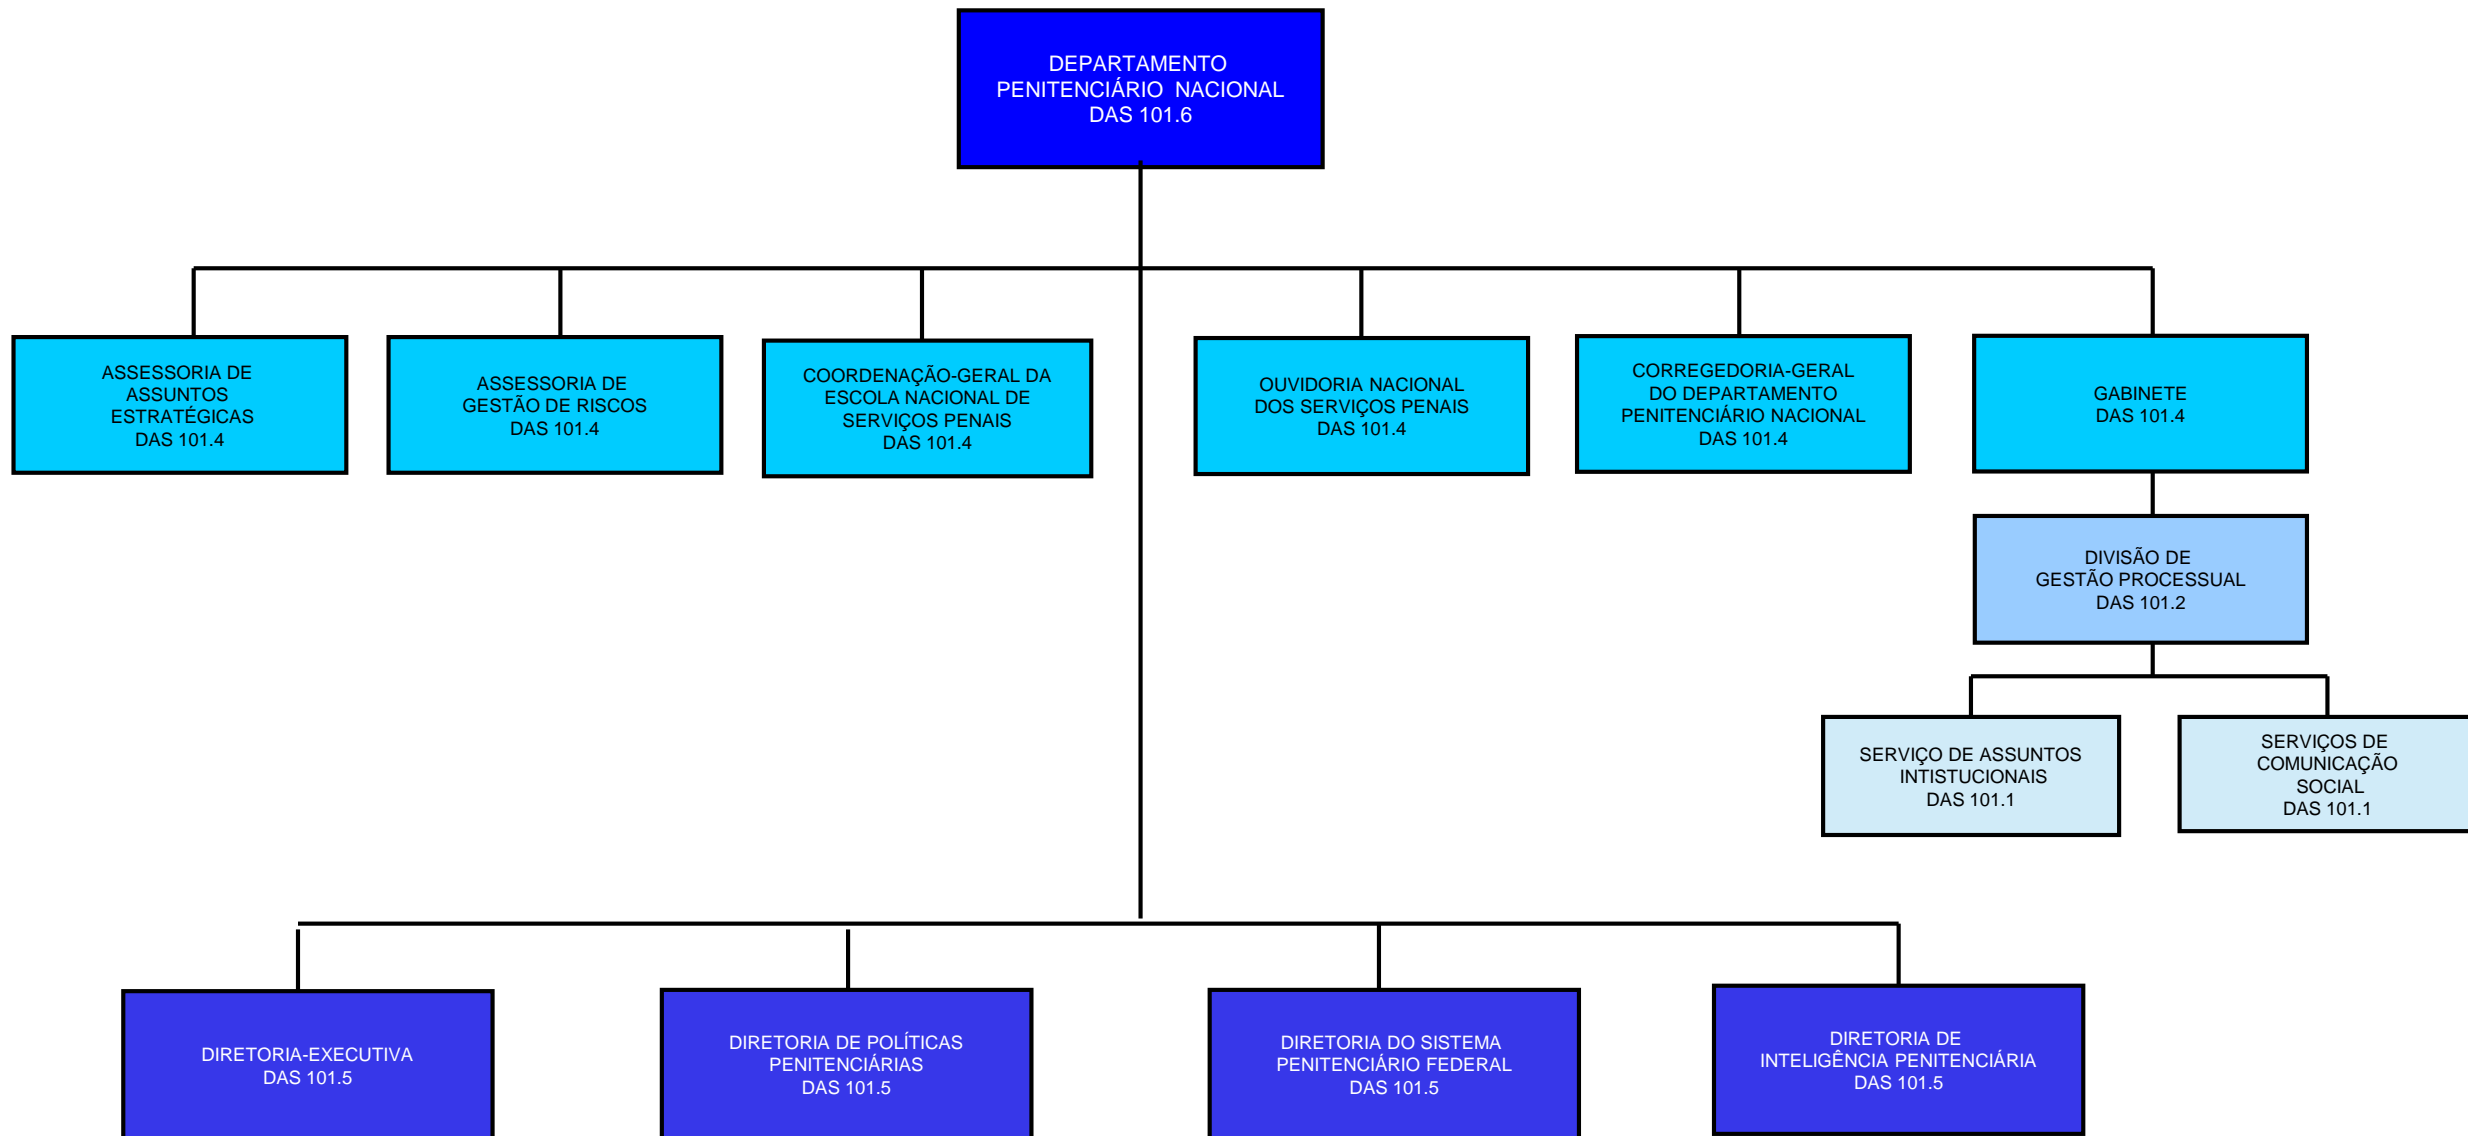 DEPARTAMENTO
PENITENCIÁRIO NACIONAL
DAS 101.6
ASSESSORIA DE
ASSUNTOS
ESTRATÉGICAS
DAS 101.4
ASSESSORIA DE
GESTÃO DE RISCOS
DAS 101.4
COORDENAÇÃO-GERAL DA
ESCOLA NACIONAL DE
SERVIÇOS PENAIS
DAS 101.4
OUVIDORIA NACIONAL
DOS SERVIÇOS PENAIS
DAS 101.4
CORREGEDORIA-GERAL
DO DEPARTAMENTO
PENITENCIÁRIO NACIONAL
DAS 101.4
GABINETE
DAS 101.4
DIVISÃO DE
GESTÃO PROCESSUAL
DAS 101.2
SERVIÇO DE ASSUNTOS
INTISTUCIONAIS
DAS 101.1
SERVIÇOS DE
COMUNICAÇÃO
SOCIAL
DAS 101.1
DIRETORIA-EXECUTIVA
DAS 101.5
DIRETORIA DE POLÍTICAS
PENITENCIÁRIAS
DAS 101.5
DIRETORIA DO SISTEMA
PENITENCIÁRIO FEDERAL
DAS 101.5
DIRETORIA DE
INTELIGÊNCIA PENITENCIÁRIA
DAS 101.5